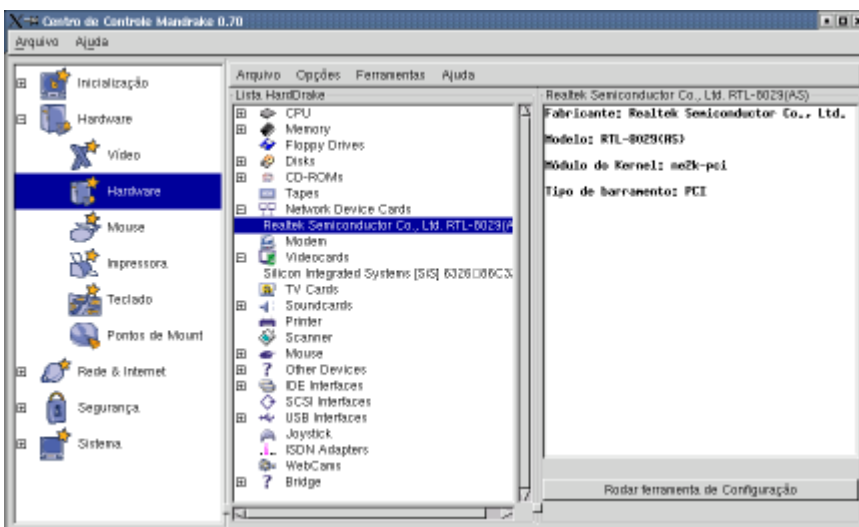 Centro de Controle Mandrake 0.70
Arquivo Ajuda
Inicialização
Hardware
Vídeo
Hardware
Mouse
Impressora
Teclado
Pontos de Mount
Rede & Internet
Segurança
Sistema
Arquivo Opções Ferramentas Ajuda
Lista HardDrake
CPU
Memory
Floppy Drives
Disks
CD-ROMs
Tapes
Network Device Cards
Realtek Semiconductor Co., Ltd. RTL-8029(A
Modem
Videocards
Silicon Integrated Systems [SiS] 6326
TV Cards
Soundcards
Printer
Scanner
Mouse
Other Devices
IDE Interfaces
SCSI Interfaces
USB Interfaces
Joystick
ISDN Adapters
WebCams
Bridge
Realtek Semiconductor Co., Ltd. RTL-8029(AS)
Fabricante: Realtek Semiconductor Co., Ltd.
Modelo: RTL-8029(AS)
Módulo do Kernel: ne2k-pci
Tipo de barramento: PCI
Rodar ferramenta de Configuração